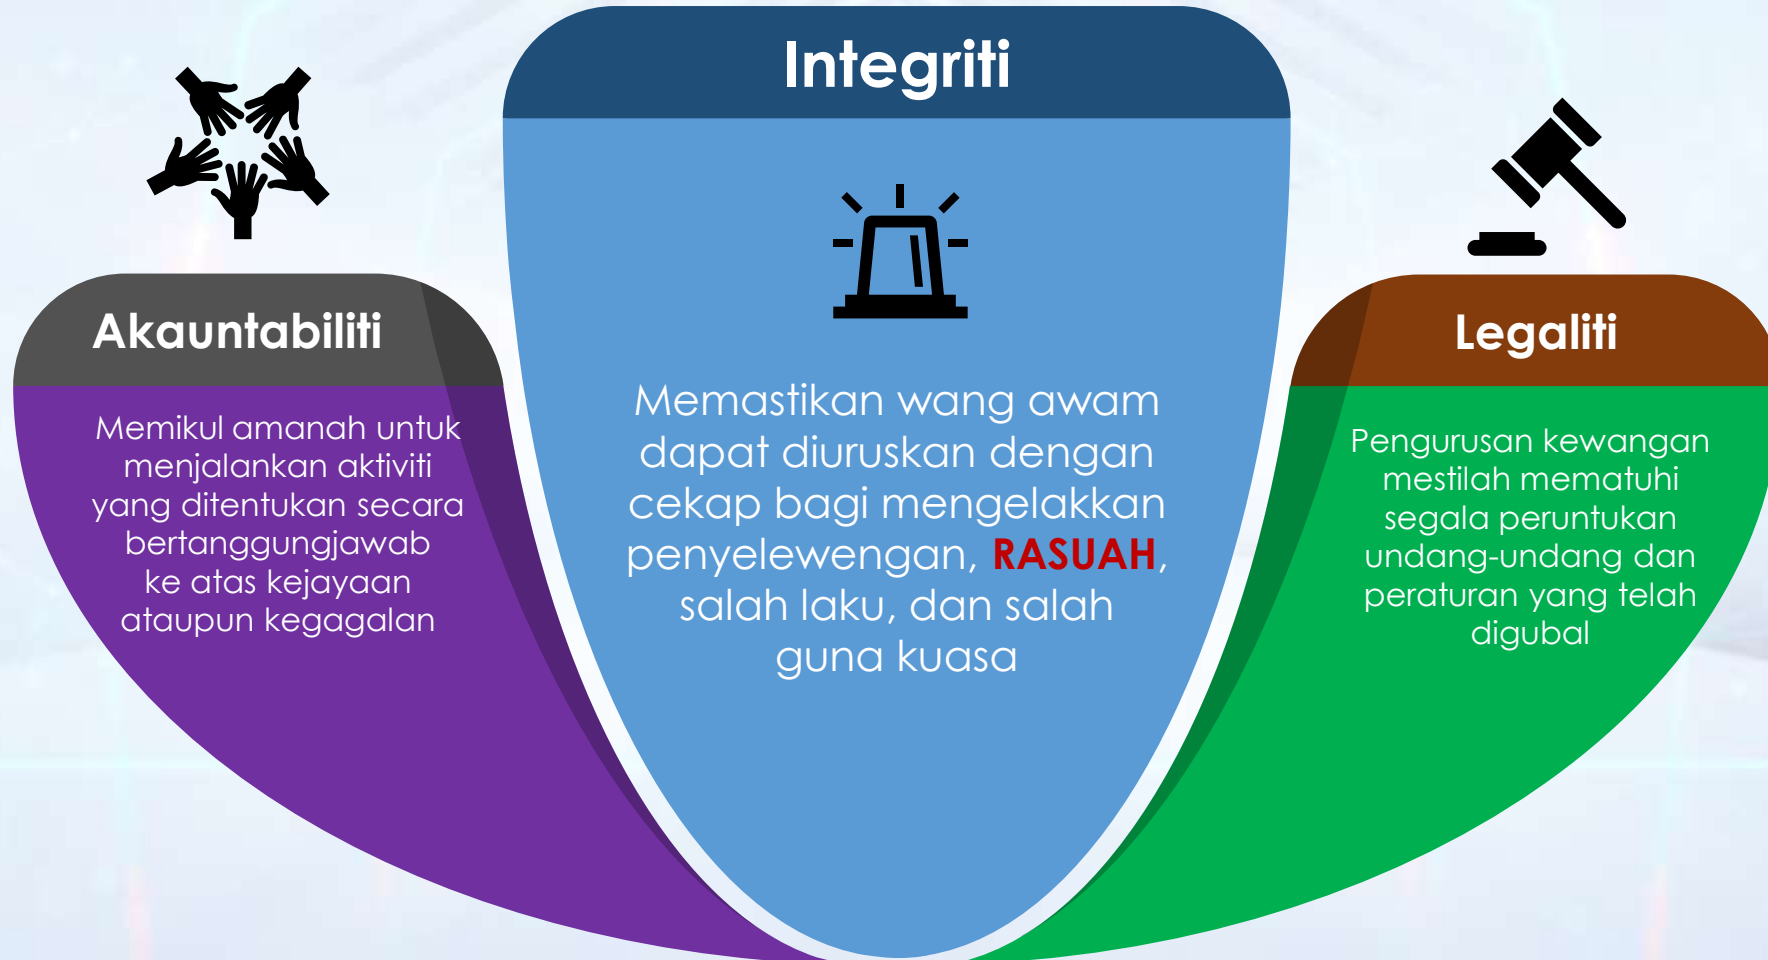 Akauntabiliti
Memikul amanah untuk
menjalankan aktiviti
yang ditentukan secara
bertanggungjawab
ke atas kejayaan
ataupun kegagalan
Integriti
Memastikan wang awam
dapat diuruskan dengan
cekap bagi mengelakkan
penyelewengan, RASUAH,
salah laku, dan salah
guna kuasa
Legaliti
Pengurusan kewangan
mestilah mematuhi
segala peruntukan
undang-undang dan
peraturan yang telah
digubal